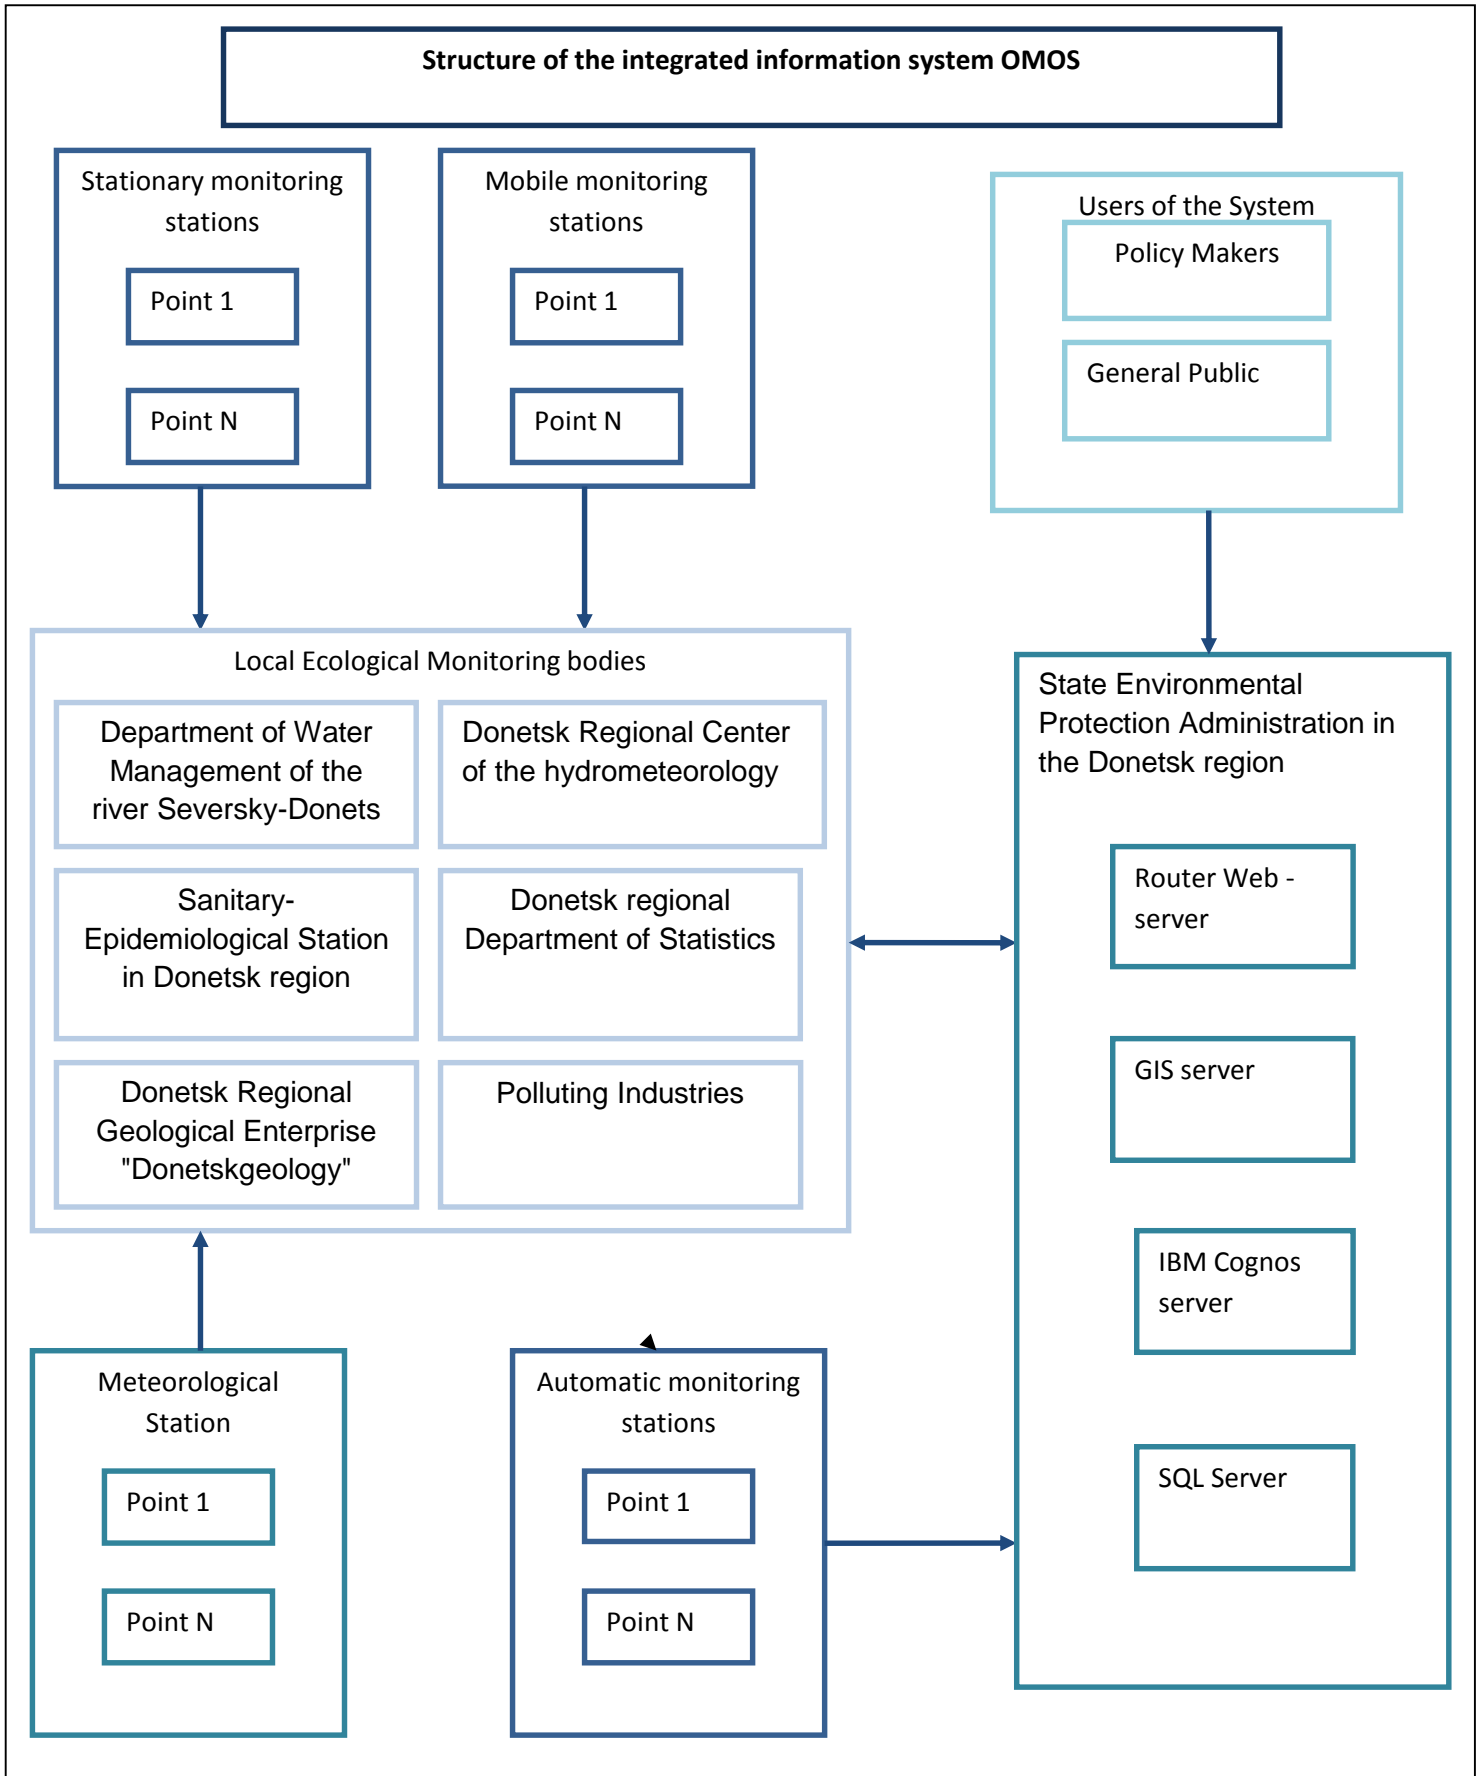 Structure of the integrated information system OMOS
Stationary monitoring
stations
Point 1
Point N
Mobile monitoring
stations
Point 1
Point N
Users of the System
Policy Makers
General Public
Local Ecological Monitoring bodies
Department of Water
Management of the
river Seversky-Donets
Donetsk Regional Center
of the hydrometeorology
Sanitary-
Epidemiological Station
in Donetsk region
Donetsk regional
Department of Statistics
Donetsk Regional
Geological Enterprise
"Donetskgeology"
Polluting Industries
State Environmental
Protection Administration in
the Donetsk region
Router Web -
server
GIS server
IBM Cognos
server
SQL Server
Meteorological
Station
Point 1
Point N
Automatic monitoring
stations
Point 1
Point N